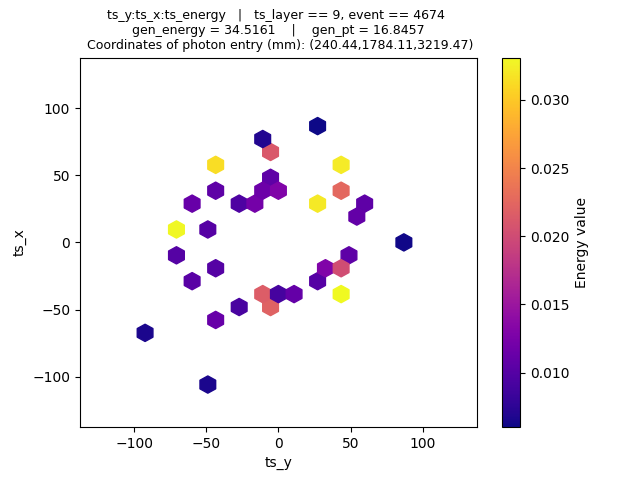 ts_y:ts_x:ts_energy   |   ts_layer == 9, event == 4674
gen_energy = 34.5161    |    gen_pt = 16.8457
Coordinates of photon entry (mm): (240.44,1784.11,3219.47)
100
50
0
−50
−100
ts_x
−100
−50
0
50
100
ts_y
0.030
0.025
0.020
0.015
0.010
Energy value